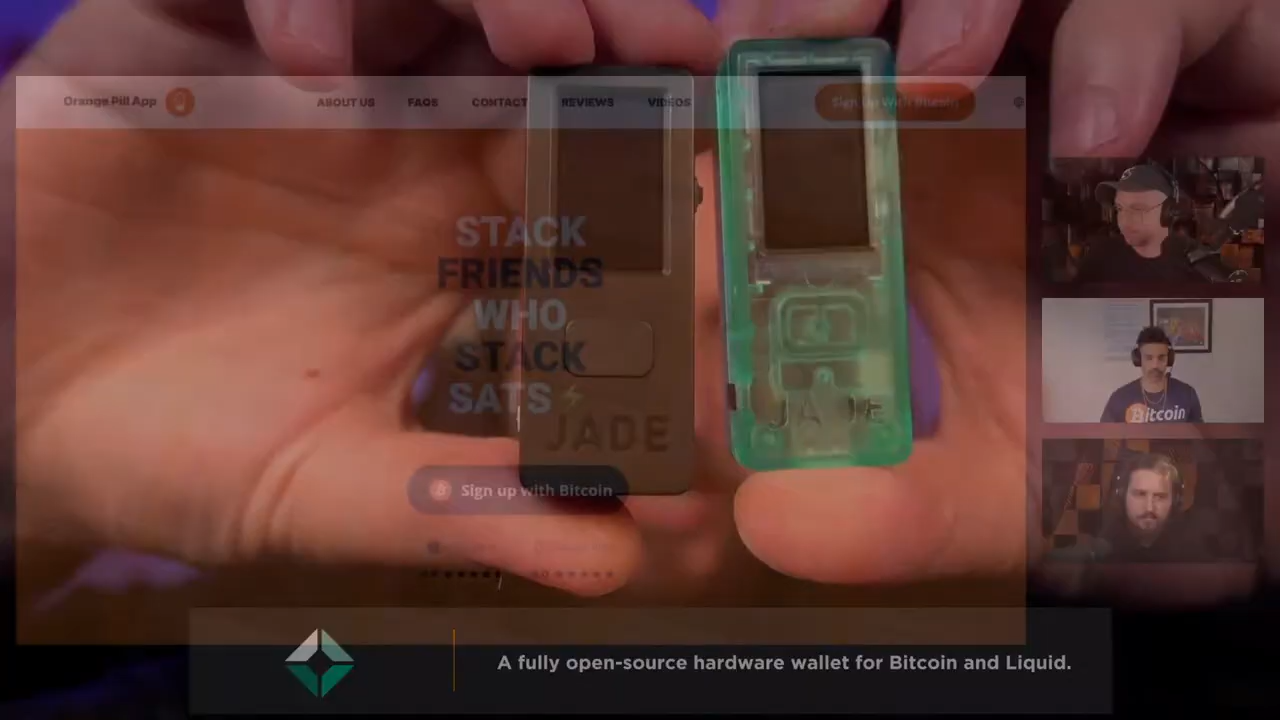 Orange Pill App
ABOUT US
FAQS
CONTACT
REVIEWS
VIDEOS
Sign Up With Bitcoin
STACK
FRIENDS
WHO
STACK
SATS
JADE
JADE
Sign up with Bitcoin
Bitcoin
A fully open-source hardware wallet for Bitcoin and Liquid.